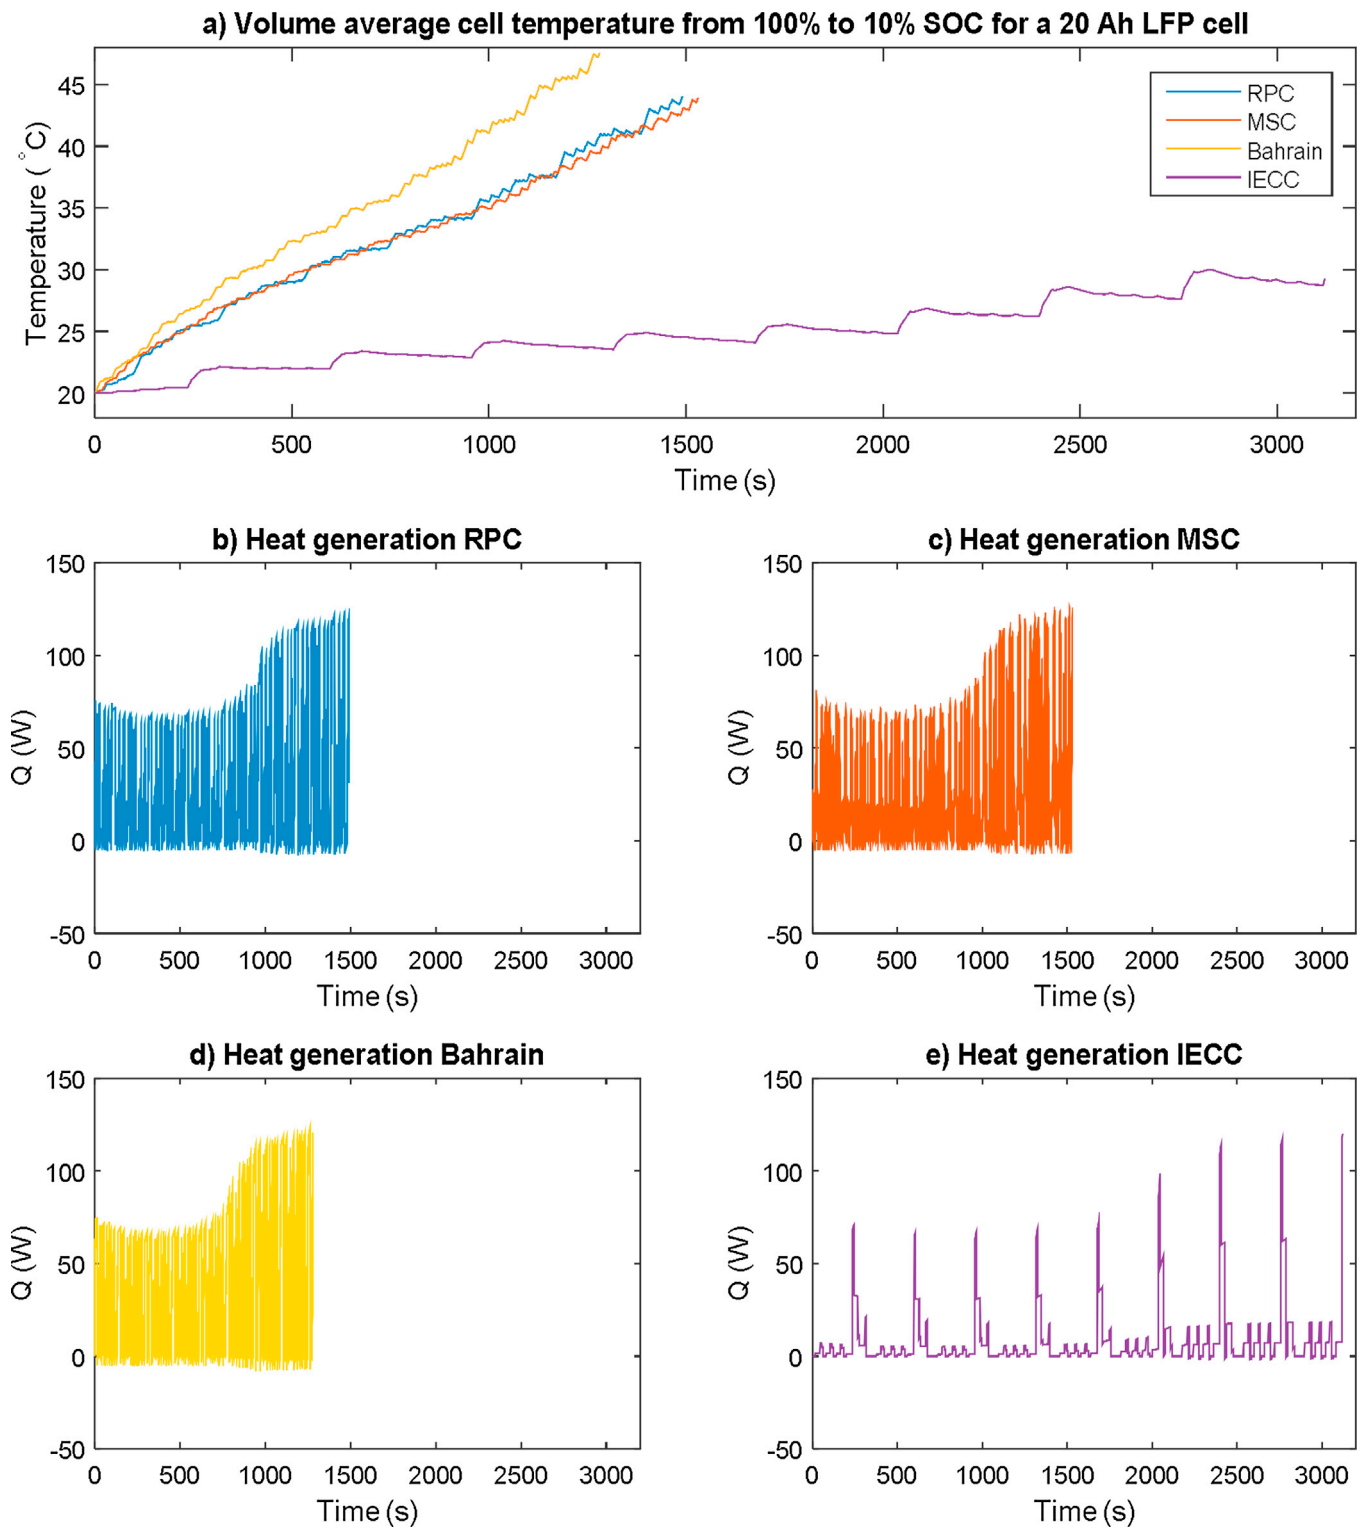 a) Volume average cell temperature from 100% to 10% SOC for a 20 Ah LFP cell
45
40
35
30
25
20
Temperature ( °C)
RPC
MSC
Bahrain
IECC
0 500 1000 1500 2000 2500 3000
Time (s)
b) Heat generation RPC
150
100
50
0
-50
Q (W)
0 500 1000 1500 2000 2500 3000
Time (s)
c) Heat generation MSC
150
100
50
0
-50
Q (W)
0 500 1000 1500 2000 2500 3000
Time (s)
d) Heat generation Bahrain
150
100
50
0
-50
Q (W)
0 500 1000 1500 2000 2500 3000
Time (s)
e) Heat generation IECC
150
100
50
0
-50
Q (W)
0 500 1000 1500 2000 2500 3000
Time (s)